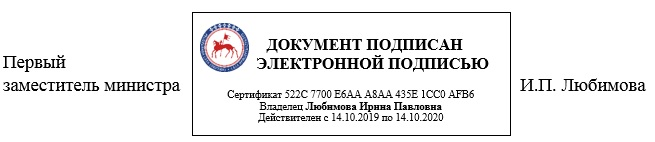 ДОКУМЕНТ ПОДПИСАН
ЭЛЕКТРОННОЙ ПОДПИСЬЮ
Первый
заместитель министра
И.П. Любимова
Сертификат 522C 7700 E6AA A8AA 435E 1CC0 AFB6
Владелец Любимова Ирина Павловна
Действителен с 14.10.2019 по 14.10.2020